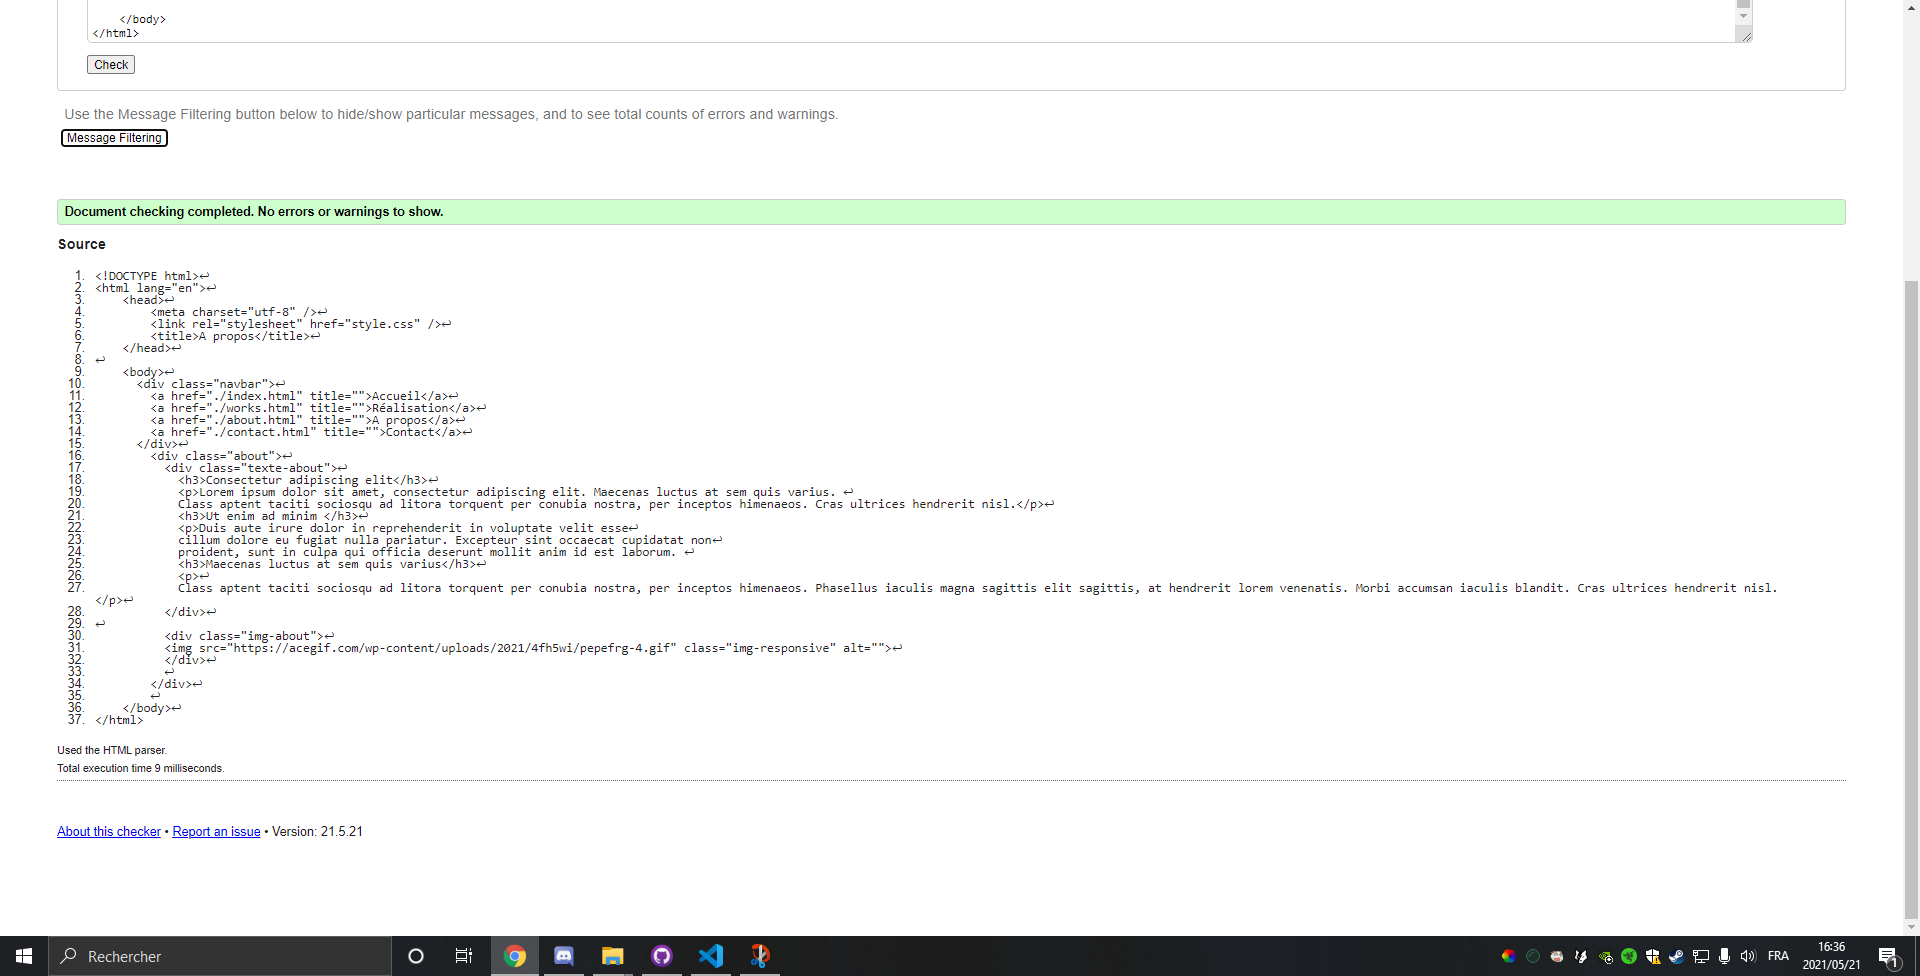 </body>
</html>
Check
Use the Message Filtering button below to hide/show particular messages, and to see total counts of errors and warnings.
Message Filtering
Document checking completed. No errors or warnings to show.
Source
1. <!DOCTYPE html>↩
2. <html lang="en">↩
3.     <head>↩
4.         <meta charset="utf-8" />↩
5.         <link rel="stylesheet" href="style.css" />↩
6.         <title>A propos</title>↩
7.     </head>↩
8. ↩
9.     <body>↩
10.       <div class="navbar">↩
11.         <a href="./index.html" title="">Accueil</a>↩
12.         <a href="./works.html" title="">Réalisation</a>↩
13.         <a href="./about.html" title="">A propos</a>↩
14.         <a href="./contact.html" title="">Contact</a>↩
15.       </div>↩
16.         <div class="about">↩
17.           <div class="texte-about">↩
18.             <h3>Consectetur adipiscing elit</h3>↩
19.             <p>Lorem ipsum dolor sit amet, consectetur adipiscing elit. Maecenas luctus at sem quis varius. ↩
20.             Class aptent taciti sociosqu ad litora torquent per conubia nostra, per inceptos himenaeos. Cras ultrices hendrerit nisl.</p>↩
21.             <h3>Ut enim ad minim </h3>↩
22.             <p>Duis aute irure dolor in reprehenderit in voluptate velit esse↩
23.             cillum dolore eu fugiat nulla pariatur. Excepteur sint occaecat cupidatat non↩
24.             proident, sunt in culpa qui officia deserunt mollit anim id est laborum. ↩
25.             <h3>Maecenas luctus at sem quis varius</h3>↩
26.             <p>↩
27.             Class aptent taciti sociosqu ad litora torquent per conubia nostra, per inceptos himenaeos. Phasellus iaculis magna sagittis elit sagittis, at hendrerit lorem venenatis. Morbi accumsan iaculis blandit. Cras ultrices hendrerit nisl.
</p>↩
28.           </div>↩
29. ↩
30.           <div class="img-about">↩
31.           <img src="https://acegif.com/wp-content/uploads/2021/4fh5wi/pepefrg-4.gif" class="img-responsive" alt="">↩
32.           </div>↩
33.           ↩
34.         </div>↩
35.         ↩
36.     </body>↩
37. </html>
Used the HTML parser.
Total execution time 9 milliseconds.
About this checker • Report an issue • Version: 21.5.21
Rechercher
FRA
16:36
2021/05/21
1